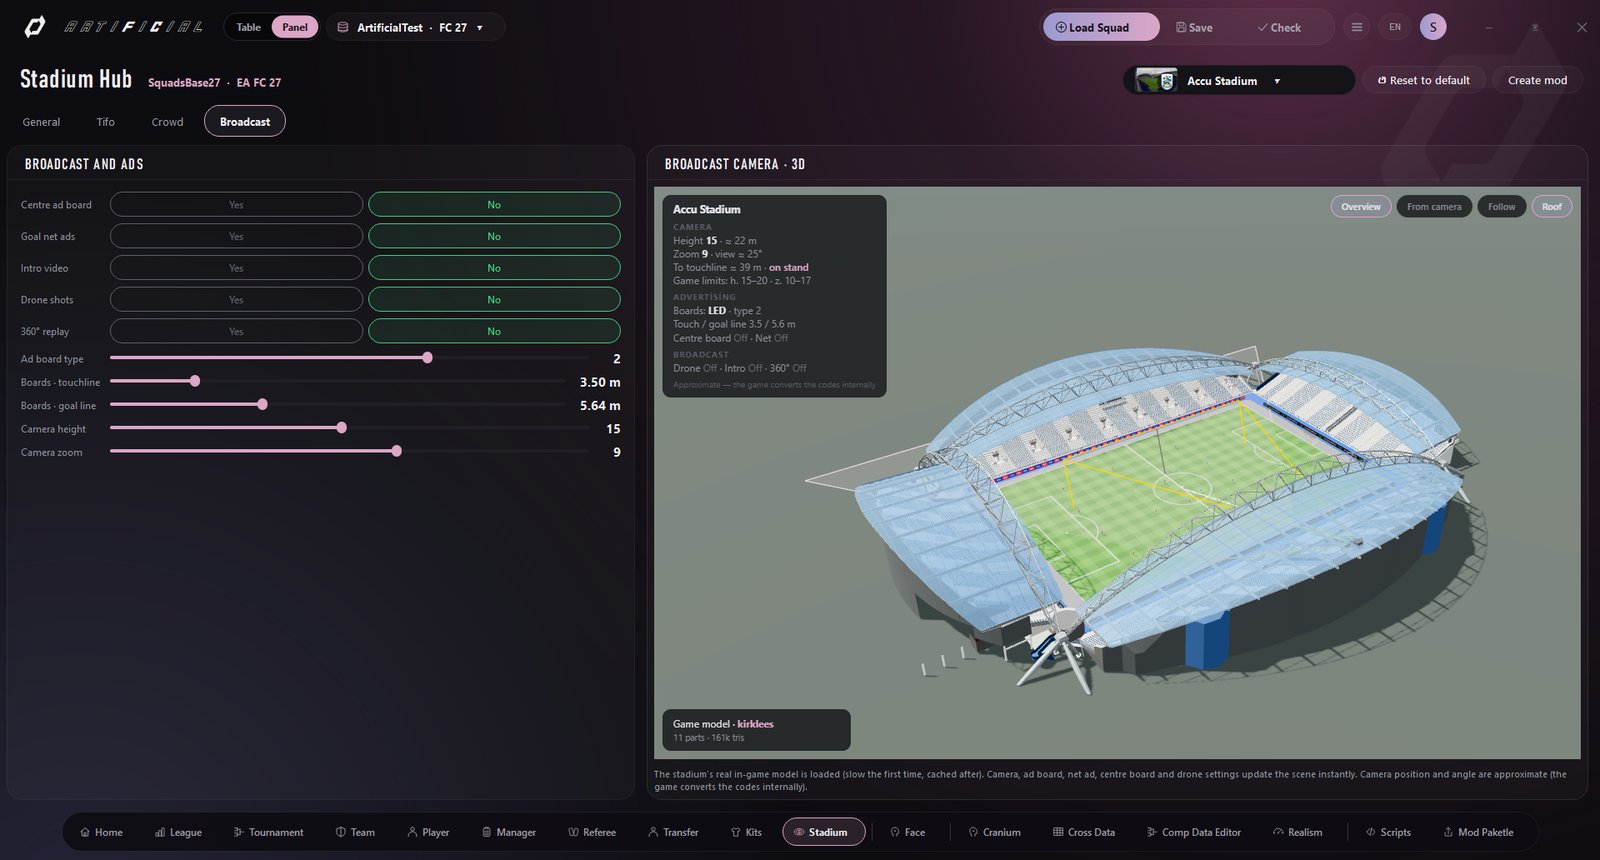 ARTIFICIAL
Table
Panel
ArtificialTest · FC 27
Load Squad
Save
Check
EN
S
Stadium Hub
SquadsBase27 · EA FC 27
Accu Stadium
Reset to default
Create mod
General
Tifo
Crowd
Broadcast
BROADCAST AND ADS
Centre ad board
Yes
No
Goal net ads
Yes
No
Intro video
Yes
No
Drone shots
Yes
No
360° replay
Yes
No
Ad board type
2
Boards · touchline
3.50 m
Boards · goal line
5.64 m
Camera height
15
Camera zoom
9
BROADCAST CAMERA · 3D
Accu Stadium
CAMERA
Height 15 · ≈ 22 m
Zoom 9 · view ≈ 25°
To touchline ≈ 39 m · on stand
Game limits: h. 15–20 · z. 10–17
ADVERTİSİNG
Boards: LED · type 2
Touch / goal line 3.5 / 5.6 m
Centre board Off · Net Off
BROADCAST
Drone Off · Intro Off · 360° Off
Approximate — the game converts the codes internally
Overview
From camera
Follow
Roof
Game model · kirklees
11 parts · 161k tris
The stadium's real in-game model is loaded (slow the first time, cached after). Camera, ad board, net ad, centre board and drone settings update the scene instantly. Camera position and angle are approximate (the
game converts the codes internally).
Home
League
Tournament
Team
Player
Manager
Referee
Transfer
Kits
Stadium
Face
Cranium
Cross Data
Comp Data Editor
Realism
Scripts
Mod Paketle